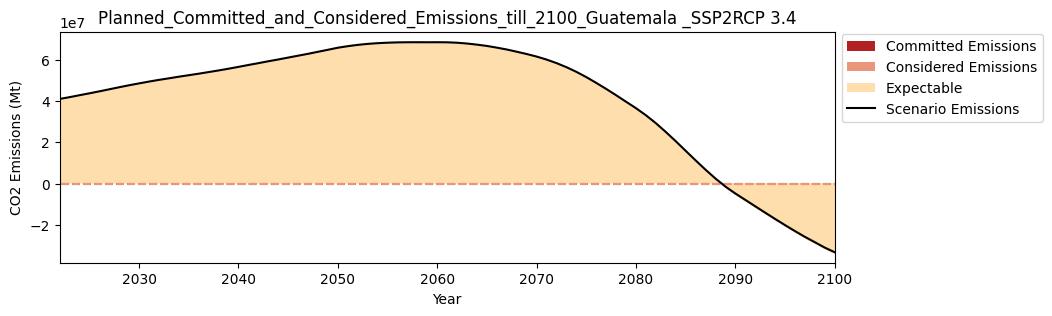 Planned_Committed_and_Considered_Emissions_till_2100_Guatemala _SSP2RCP 3.4
1e7
CO2 Emissions (Mt)
6
4
2
0
−2
2030 2040 2050 2060 2070 2080 2090 2100
Year
Committed Emissions
Considered Emissions
Expectable
Scenario Emissions